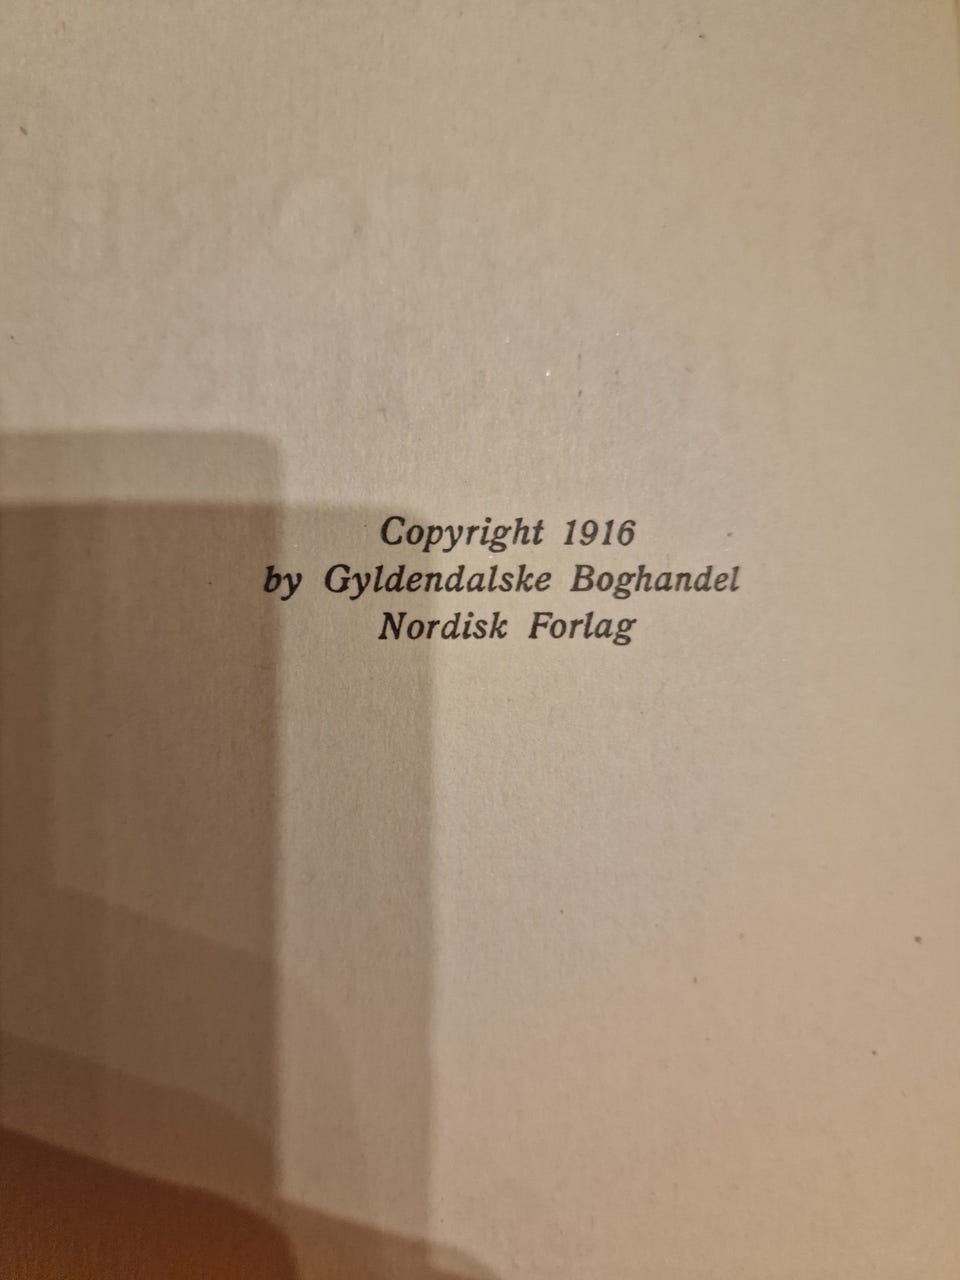 Copyright 1916
by Gyldendalske Boghandel
Nordisk Forlag